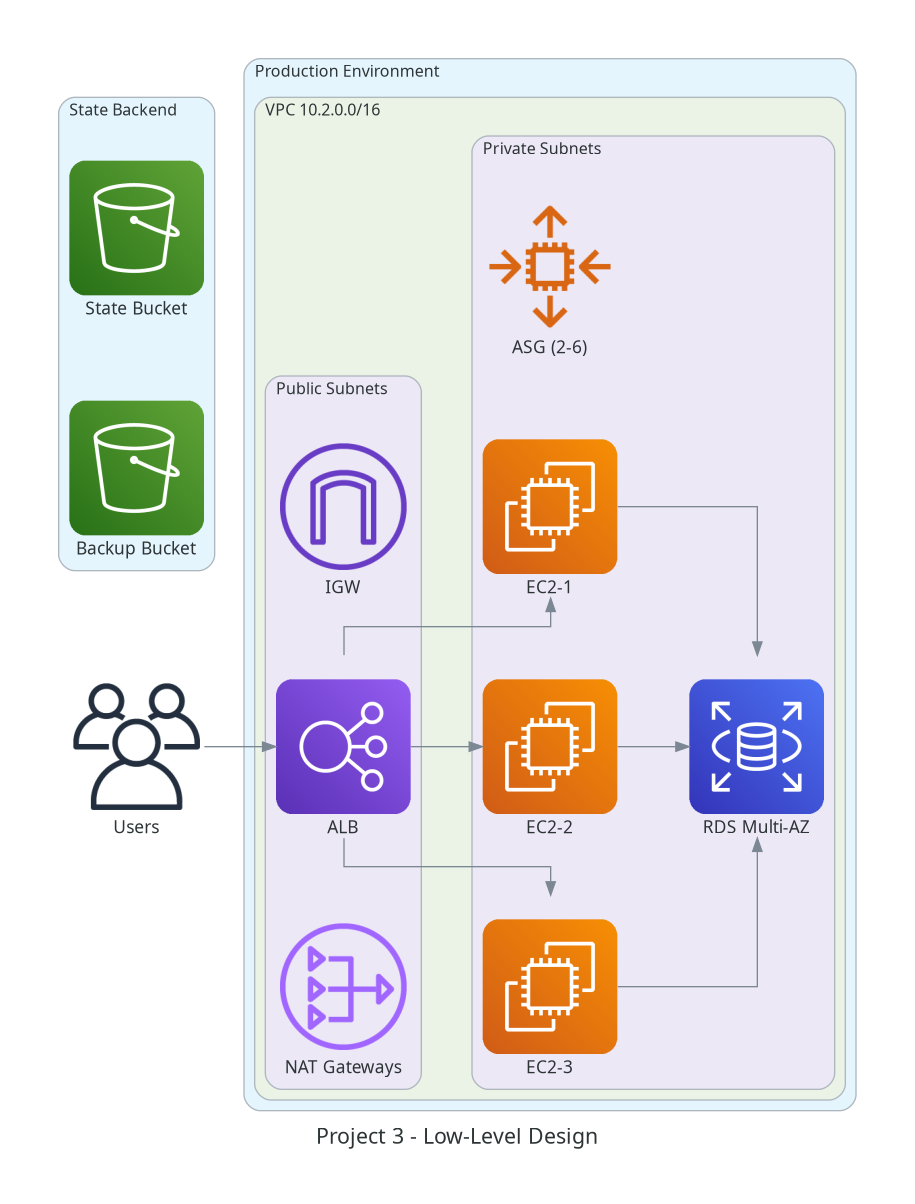 Production Environment
State Backend
VPC 10.2.0.0/16
Private Subnets
State Bucket
ASG (2-6)
Public Subnets
Backup Bucket
IGW
EC2-1
Users
ALB
EC2-2
RDS Multi-AZ
NAT Gateways
EC2-3
Project 3 - Low-Level Design